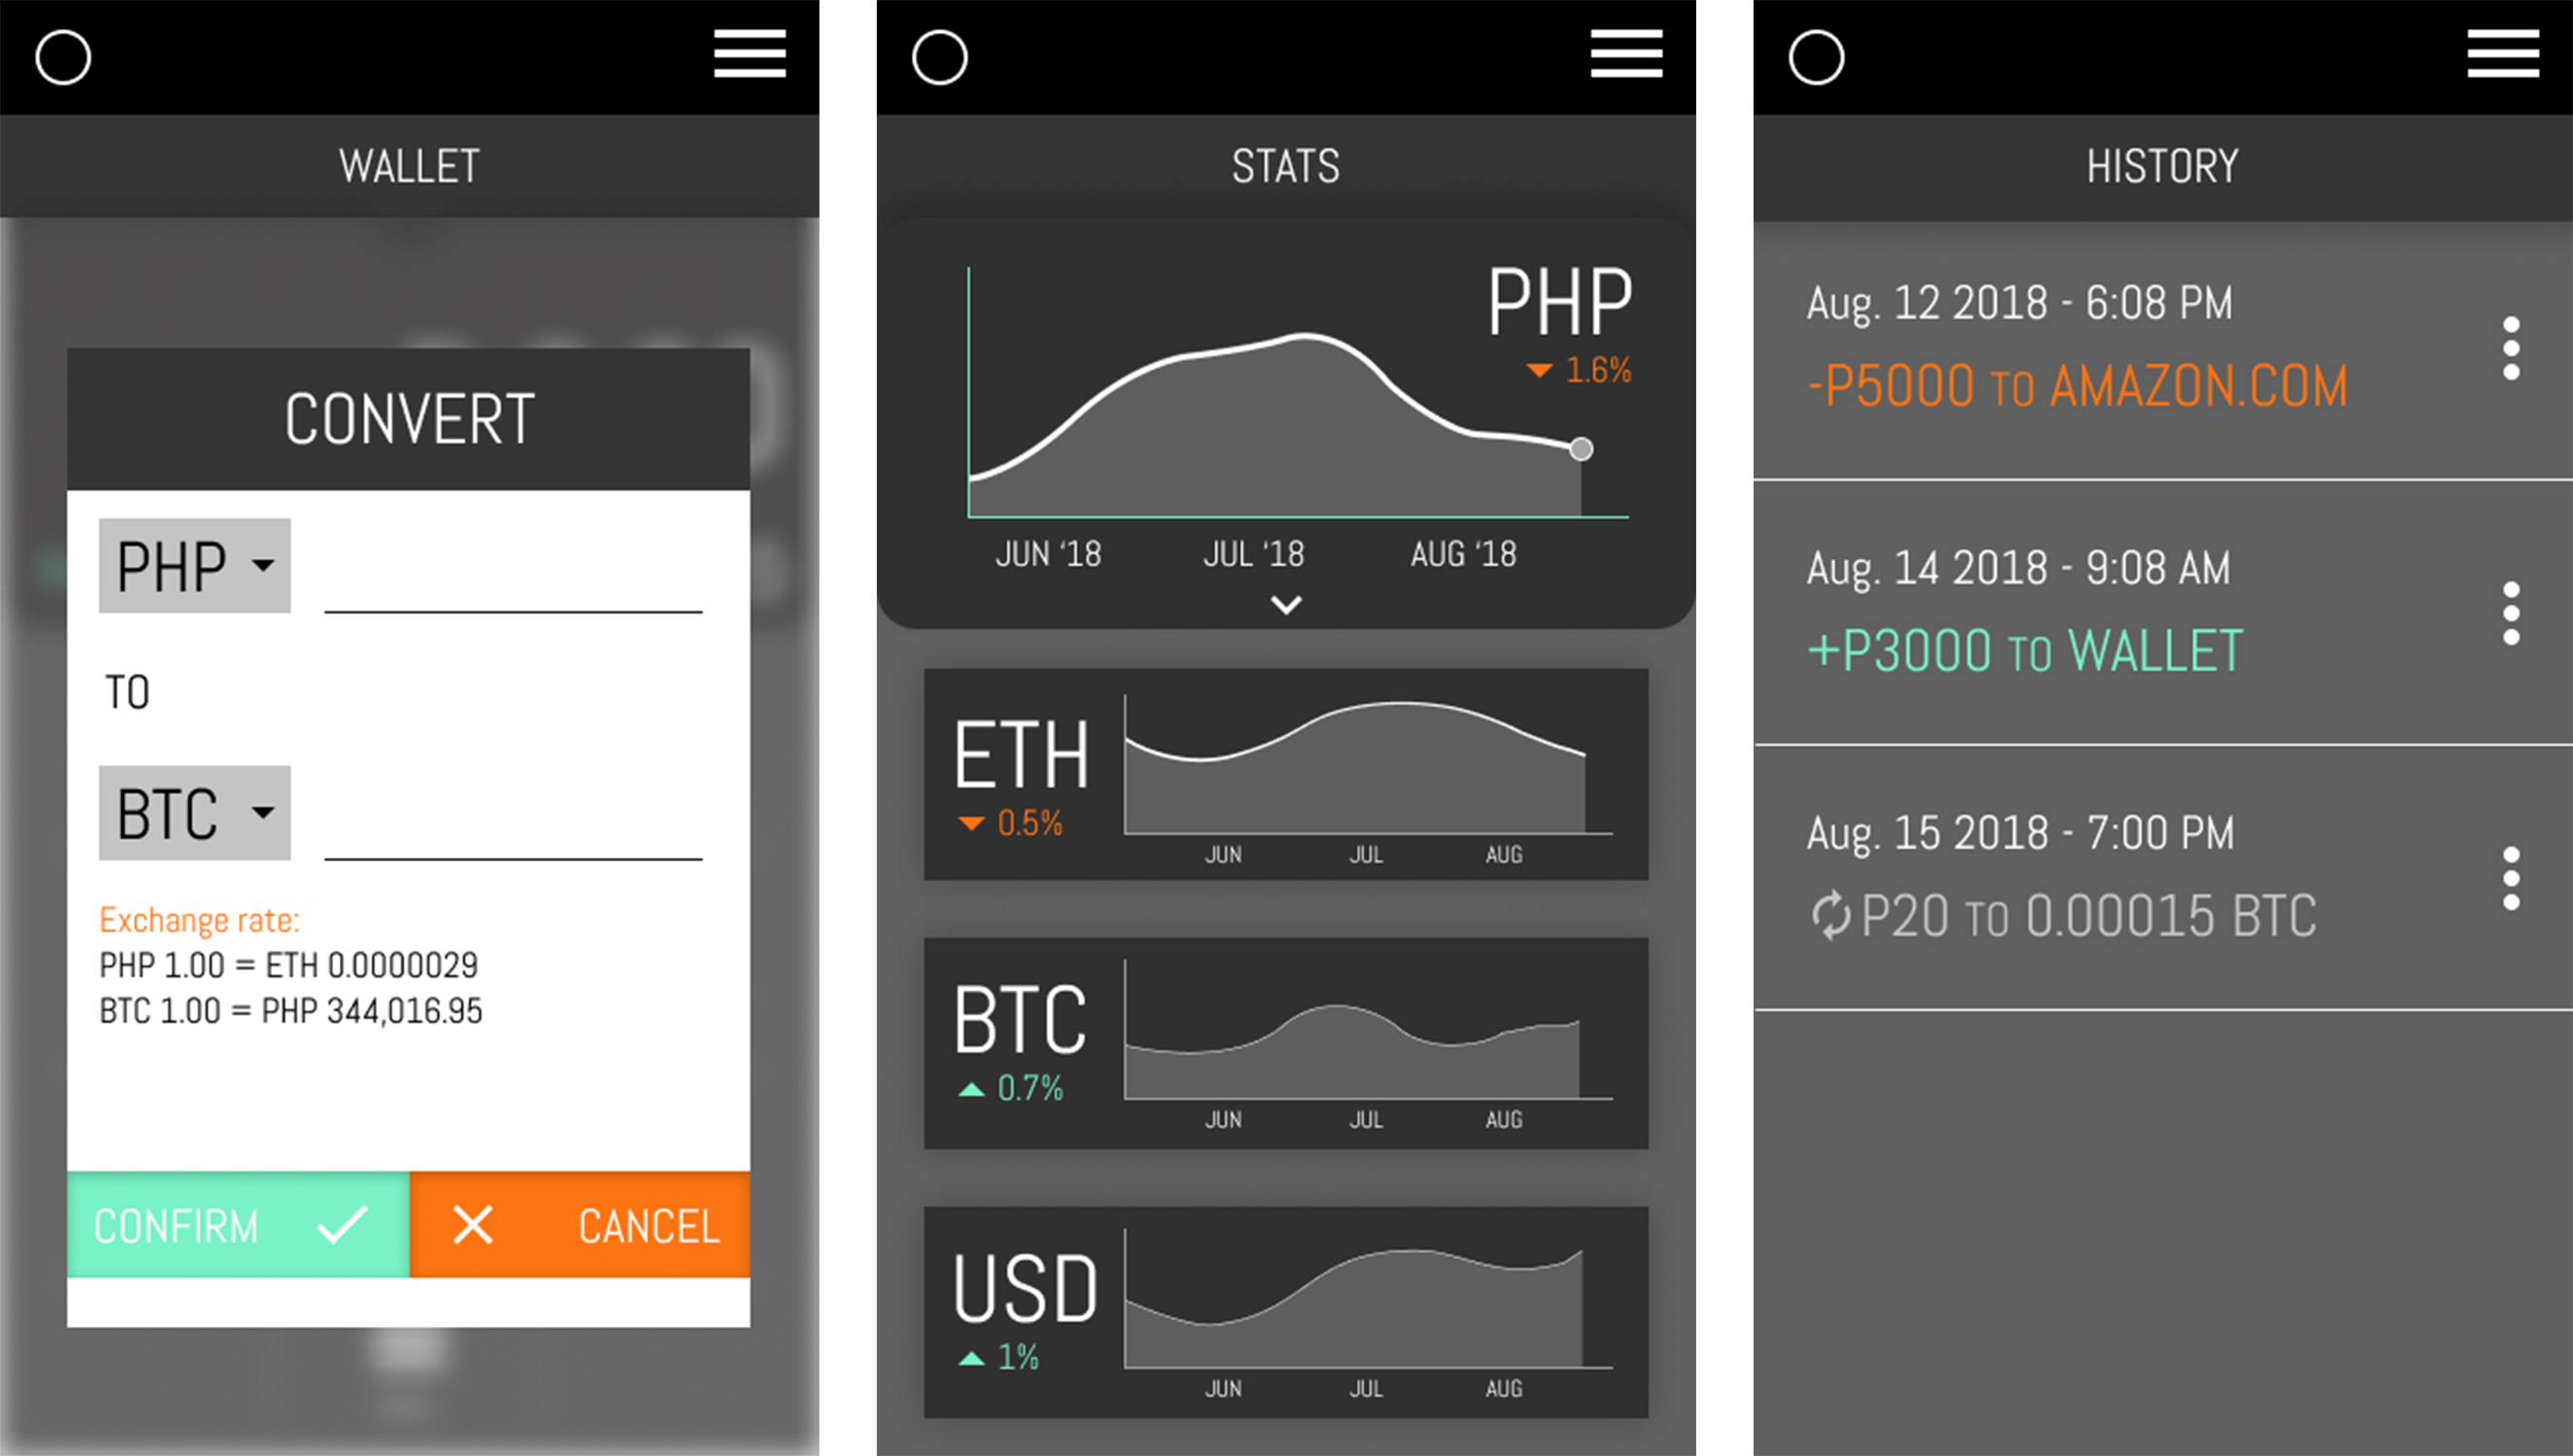 WALLET
CONVERT
PHP
TO
BTC
Exchange rate:
PHP 1.00 = ETH 0.0000029
BTC 1.00 = PHP 344,016.95
CONFIRM
CANCEL
STATS
PHP
1.6%
JUN ‘18 JUL ‘18 AUG ‘18
ETH
0.5%
JUN JUL AUG
BTC
0.7%
JUN JUL AUG
USD
1%
JUN JUL AUG
HISTORY
Aug. 12 2018 - 6:08 PM
-P5000 TO AMAZON.COM
Aug. 14 2018 - 9:08 AM
+P3000 TO WALLET
Aug. 15 2018 - 7:00 PM
P20 TO 0.00015 BTC